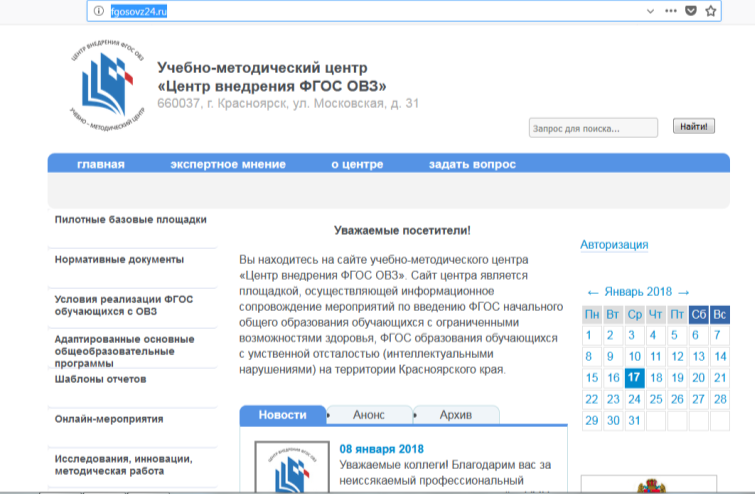 fgosovz24.ru
ЦЕНТР ВНЕДРЕНИЯ ФГОС ОВЗ
УЧЕБНО - МЕТОДИЧЕСКИЙ ЦЕНТР
Учебно-методический центр
«Центр внедрения ФГОС ОВЗ»
660037, г. Красноярск, ул. Московская, д. 31
Запрос для поиска...
Найти!
главная экспертное мнение о центре задать вопрос
Пилотные базовые площадки
Нормативные документы
Условия реализации ФГОС
обучающихся с ОВЗ
Адаптированные основные
общеобразовательные
программы
Шаблоны отчетов
Онлайн-мероприятия
Исследования, инновации,
методическая работа
Уважаемые посетители!
Вы находитесь на сайте учебно-методического центра
«Центр внедрения ФГОС ОВЗ». Сайт центра является
площадкой, осуществляющей информационное
сопровождение мероприятий по введению ФГОС начального
общего образования обучающихся с ограниченными
возможностями здоровья, ФГОС образования обучающихся
с умственной отсталостью (интеллектуальными
нарушениями) на территории Красноярского края.
Новости Анонс Архив
08 января 2018
Уважаемые коллеги! Благодарим вас за
неиссякаемый профессиональный
Авторизация
← Январь 2018 →
Пн Вт Ср Чт Пт Сб Вс
1 2 3 4 5 6 7
8 9 10 11 12 13 14
15 16 17 18 19 20 21
22 23 24 25 26 27 28
29 30 31